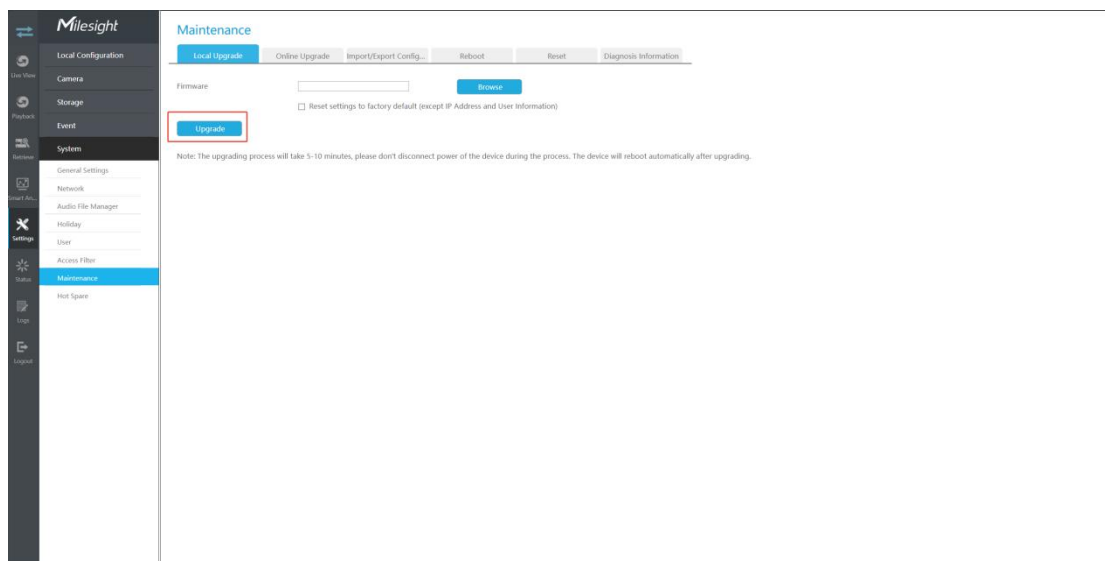 Milesight
Live View
Playback
Retrieve
Smart An...
Settings
Status
Logs
Logout
Local Configuration
Camera
Storage
Event
System
General Settings
Network
Audio File Manager
Holiday
User
Access Filter
Maintenance
Hot Spare
Maintenance
Local Upgrade Online Upgrade Import/Export Config... Reboot Reset Diagnosis Information
Firmware Browse
Reset settings to factory default (except IP Address and User Information)
Upgrade
Note: The upgrading process will take 5-10 minutes, please don't disconnect power of the device during the process. The device will reboot automatically after upgrading.